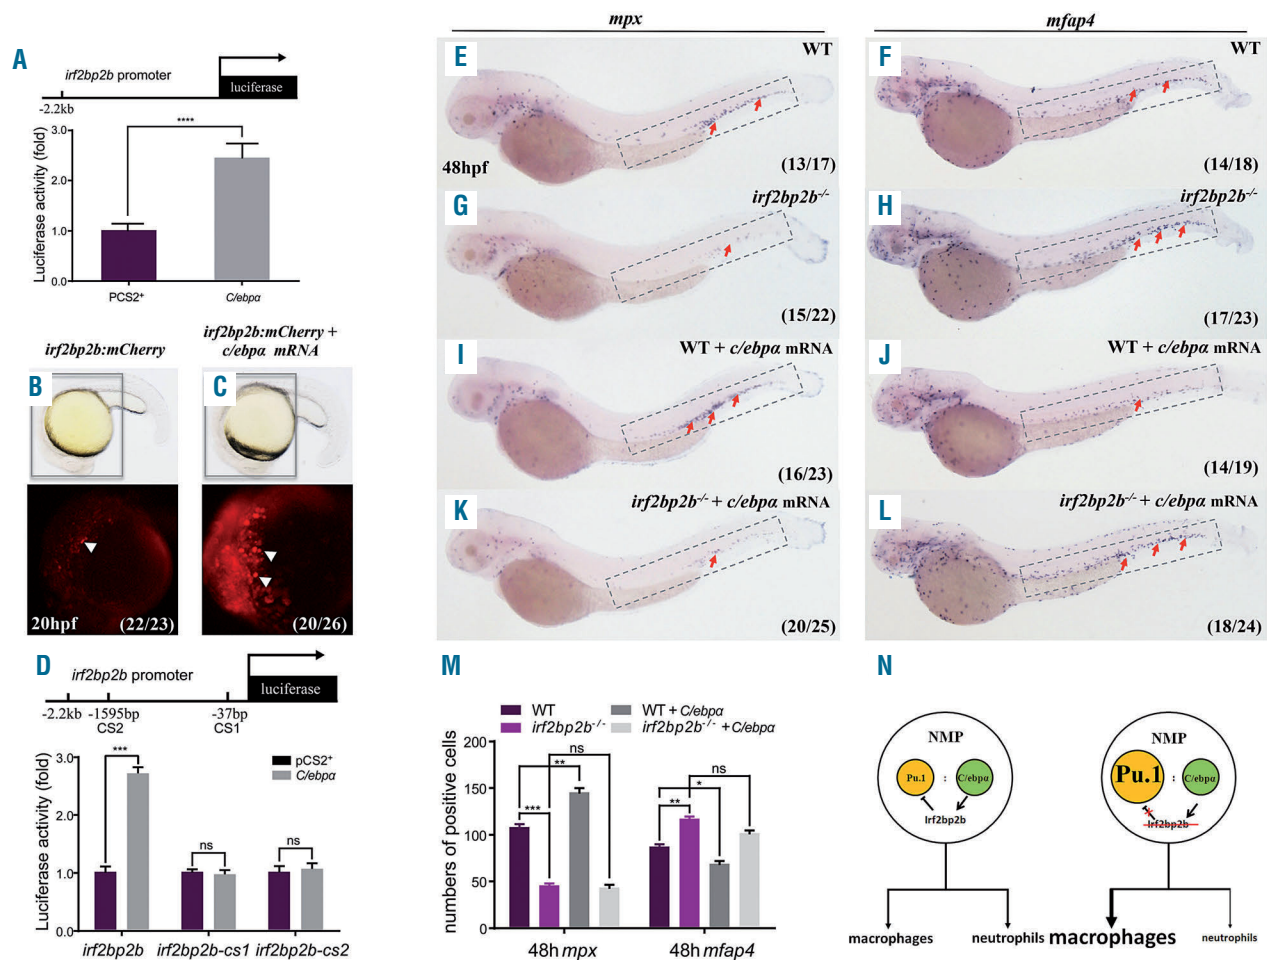 A
irf2bp2b promoter
luciferase
-2.2kb
Luciferase activity (fold)
3.0
2.0
1.0
0.0
****
PCS2+
C/ebpα
irf2bp2b:mCherry
irf2bp2b:mCherry +
c/ebpα mRNA
B
C
20hpf
(22/23)
(20/26)
D
irf2bp2b promoter
luciferase
-2.2kb
-1595bp
CS2
-37bp
CS1
Luciferase activity (fold)
3.0
2.0
1.0
0.0
***
ns
ns
pCS2+
C/ebpα
irf2bp2b
irf2bp2b-cs1
irf2bp2b-cs2
mpx
mfap4
E
WT
48hpf
(13/17)
F
WT
(14/18)
G
irf2bp2b-/-
(15/22)
H
irf2bp2b-/-
(17/23)
I
WT + c/ebpα mRNA
(16/23)
J
WT + c/ebpα mRNA
(14/19)
K
irf2bp2b-/- + c/ebpα mRNA
(20/25)
L
irf2bp2b-/- + c/ebpα mRNA
(18/24)
M
WT
WT + C/ebpα
irf2bp2b-/-
irf2bp2b-/- + C/ebpα
numbers of positive cells
200
150
100
50
0
ns
**
***
ns
*
**
48h mpx
48h mfap4
N
NMP
Pu.1
:
C/ebpα
Irf2bp2b
macrophages
neutrophils
NMP
Pu.1
:
C/ebpα
Irf2bp2b
macrophages
neutrophils